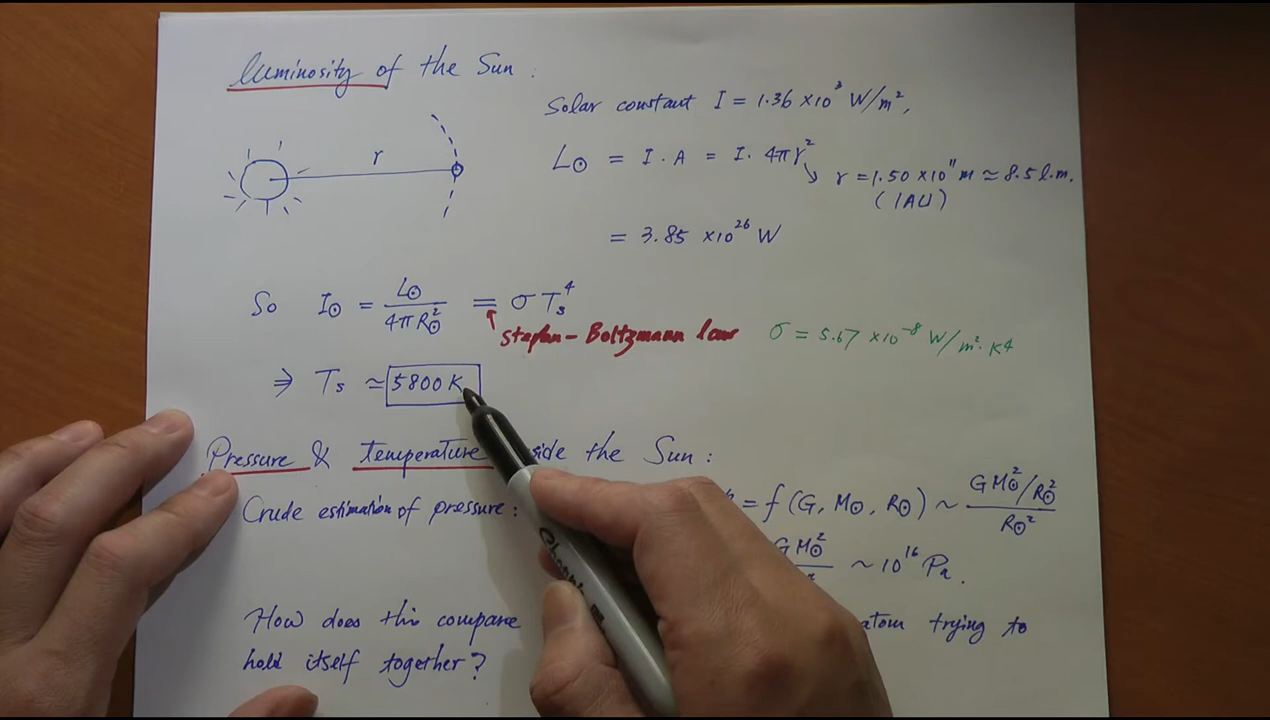 luminosity of the Sun :
Solar constant I = 1.36 × 10³ W/m²,
r
L⊙ = I · A = I · 4πr²
r = 1.50 × 10¹¹ m ≃ 8.5 l.m.
(1AU)
= 3.85 × 10²⁶ W
So I⊙ = L⊙ / 4πR⊙² = σ Ts⁴
Stefan-Boltzmann law σ = 5.67 × 10⁻⁸ W/m²·K⁴
⇒ Ts ≃ 5800 K
Pressure & temperature the Sun :
Crude estimation of pressure : = f (G, M⊙, R⊙) ~ GM⊙²/R⊙² / R⊙²
GM⊙² ~ 10¹⁶ Pa.
How does this compare atom trying to
hold itself together?